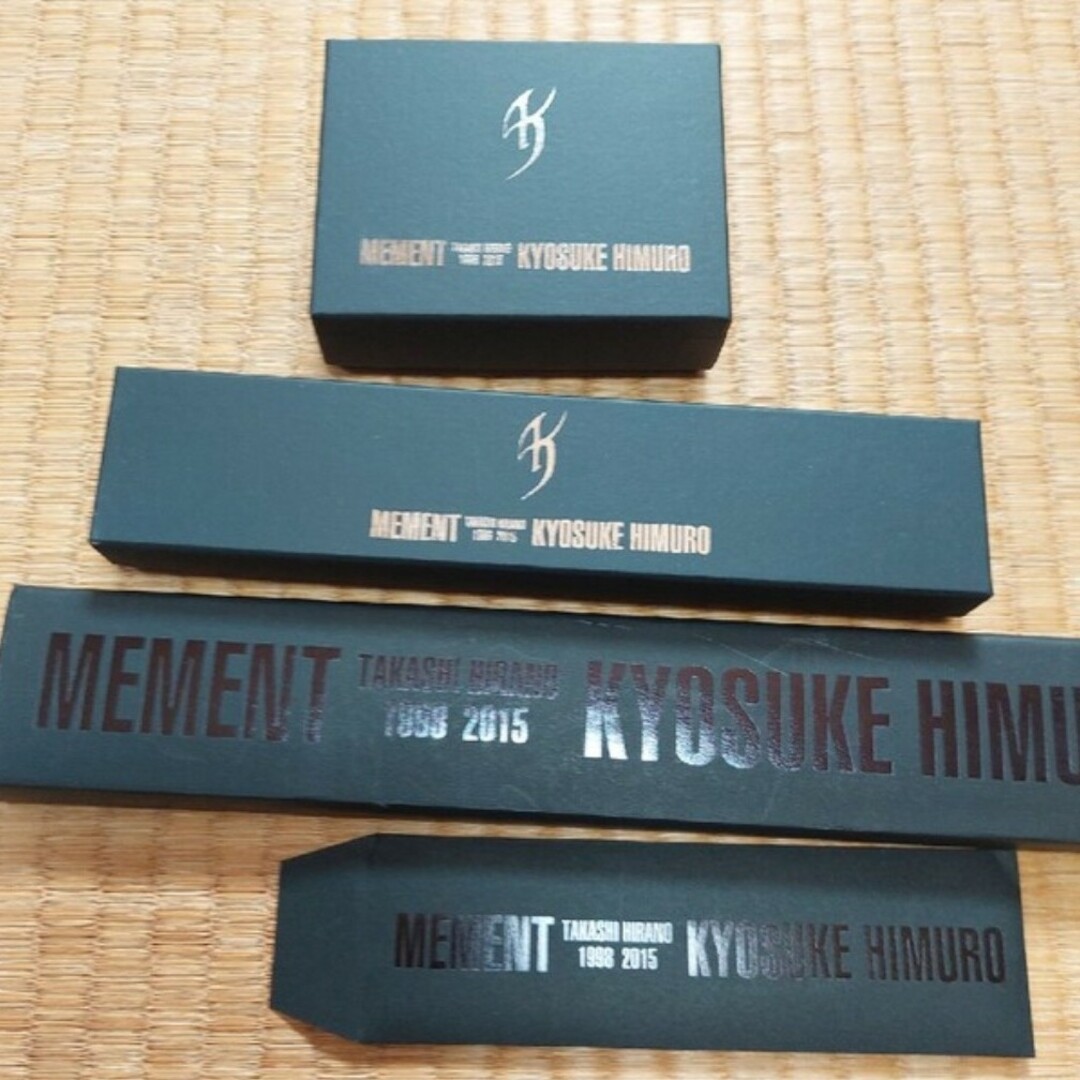 K
MEMENT TAKASHI HIRANO KYOSUKE HIMURO
1998 2015
K
MEMENT TAKASHI HIRANO KYOSUKE HIMURO
1998 2015
MEMENT TAKASHI HIRANO KYOSUKE HIMU
1998 2015
MEMENT TAKASHI HIRANO KYOSUKE HIMURO
1998 2015